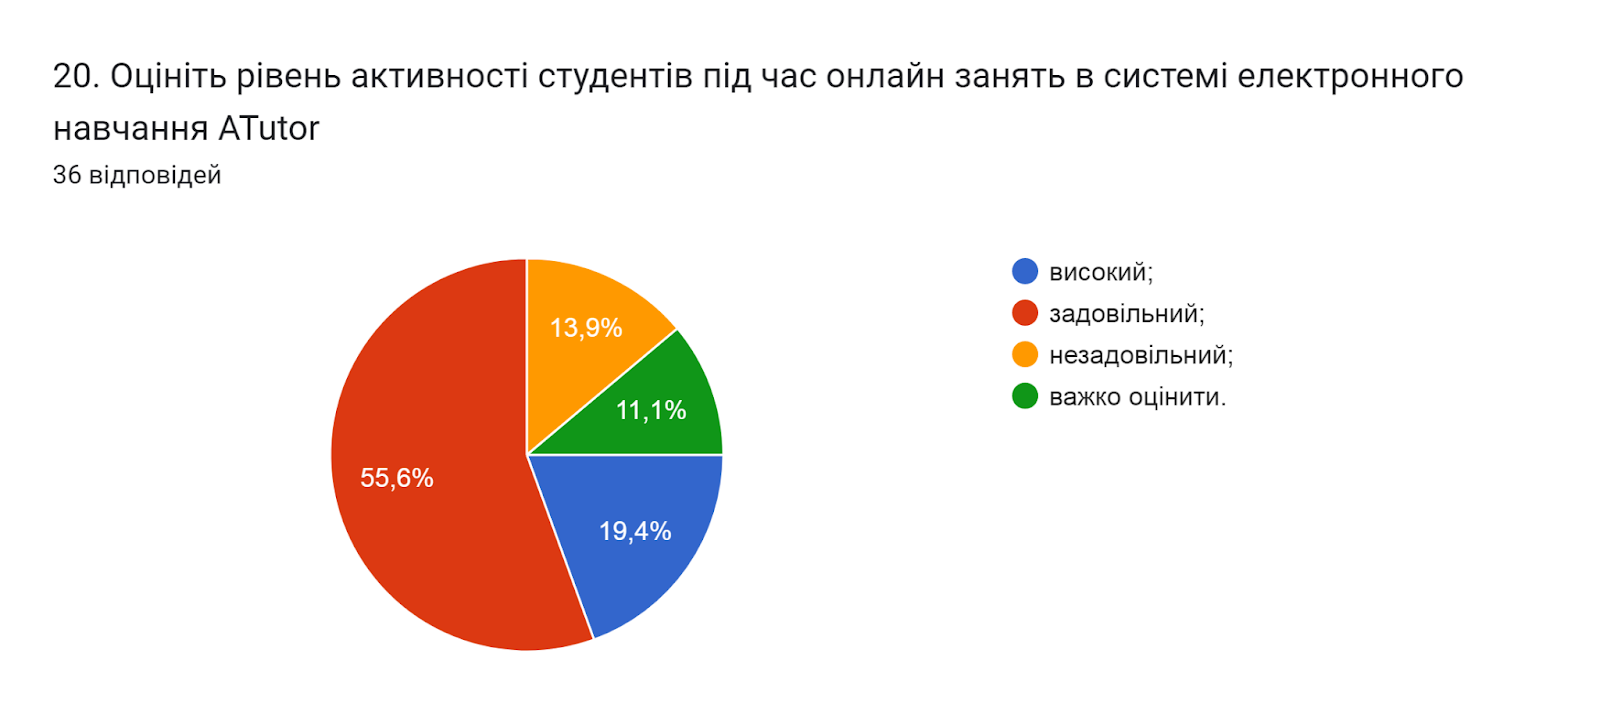 20. Оцініть рівень активності студентів під час онлайн занять в системі електронного
навчання ATutor
36 відповідей
13,9%
11,1%
55,6%
19,4%
високий;
задовільний;
незадовільний;
важко оцінити.